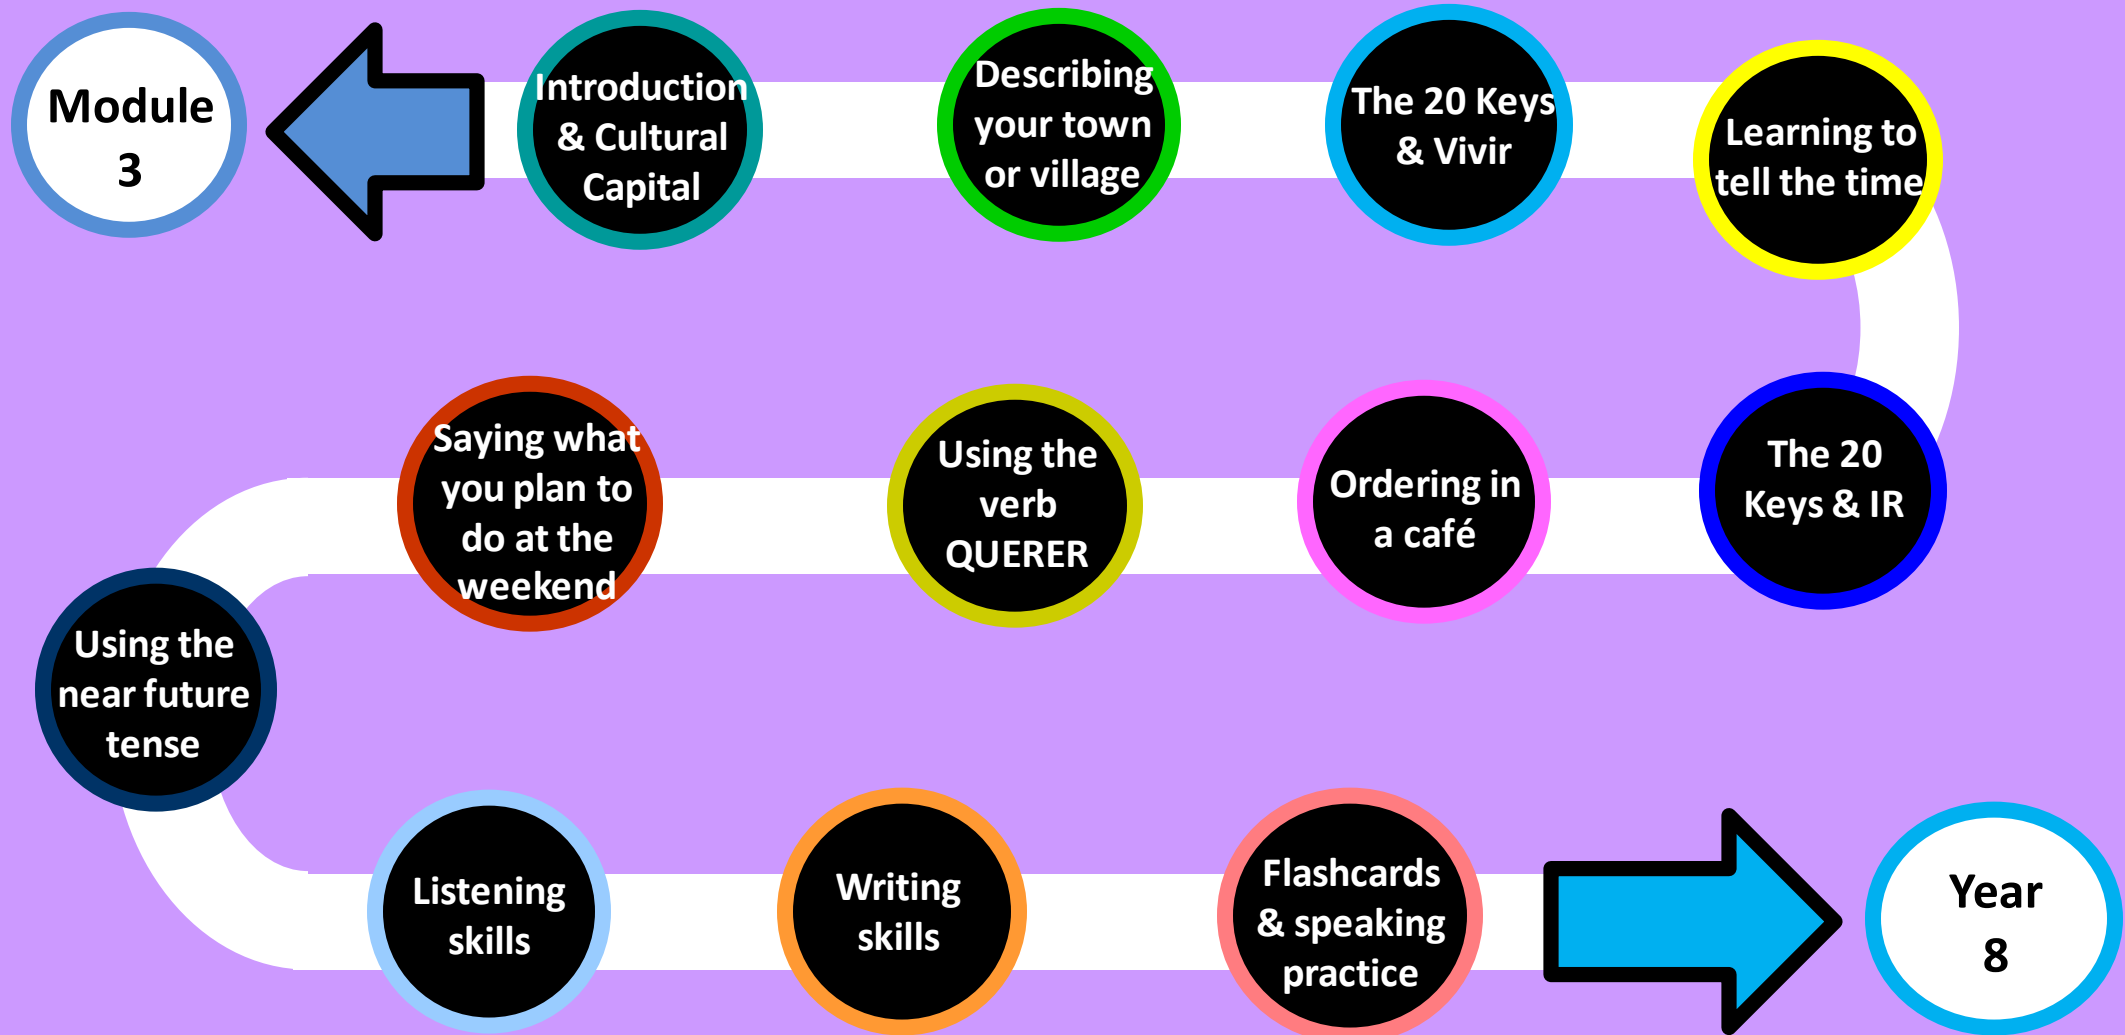 Module
3
Introduction
& Cultural
Capital
Describing
your town
or village
The 20 Keys
& Vivir
Learning to
tell the time
The 20
Keys & IR
Ordering in
a café
Using the
verb
QUERER
Saying what
you plan to
do at the
weekend
Using the
near future
tense
Listening
skills
Writing
skills
Flashcards
& speaking
practice
Year
8